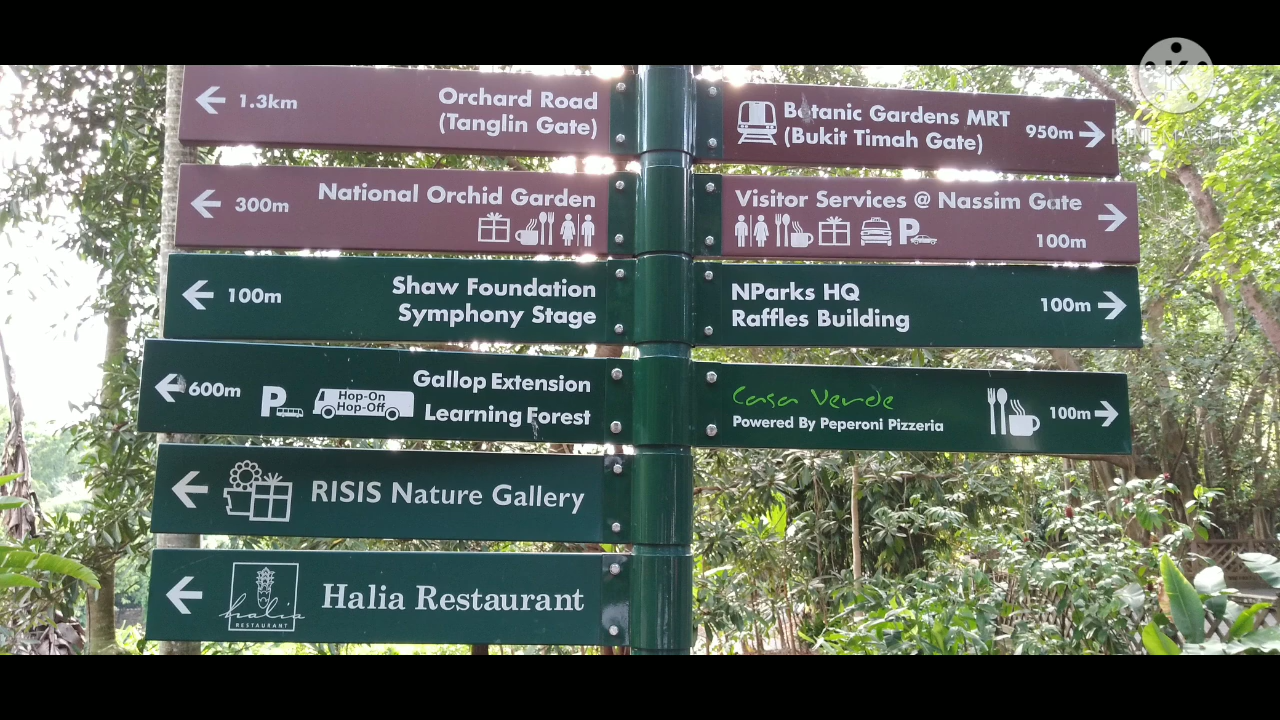 1.3km
Orchard Road
(Tanglin Gate)
300m
National Orchid Garden
100m
Shaw Foundation
Symphony Stage
600m
P
Hop-On
Hop-Off
Gallop Extension
Learning Forest
RISIS Nature Gallery
halia
RESTAURANT
Halia Restaurant
Botanic Gardens MRT
(Bukit Timah Gate)
950m
Visitor Services @ Nassim Gate
P
100m
NParks HQ
Raffles Building
100m
Casa Verde
Powered By Peperoni Pizzeria
100m
K
KINEMASTER